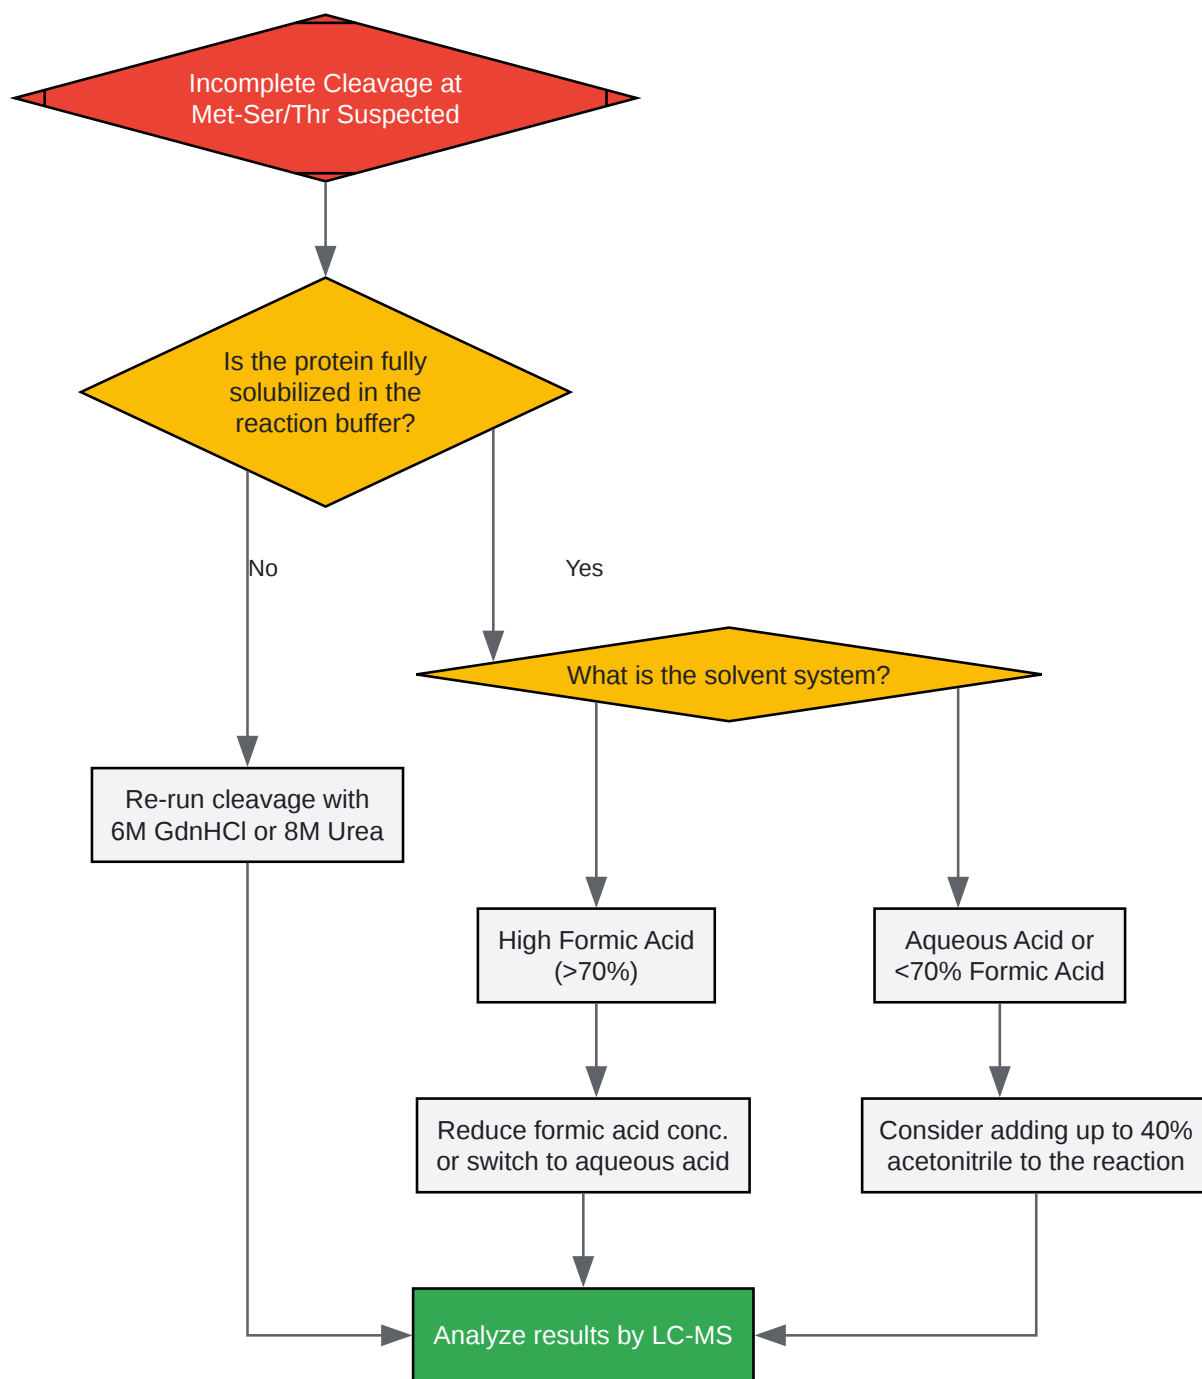 Incomplete Cleavage at
Met-Ser/Thr Suspected
Is the protein fully
solubilized in the
reaction buffer?
No
Yes
What is the solvent system?
Re-run cleavage with
6M GdnHCl or 8M Urea
High Formic Acid
(>70%)
Aqueous Acid or
<70% Formic Acid
Reduce formic acid conc.
or switch to aqueous acid
Consider adding up to 40%
acetonitrile to the reaction
Analyze results by LC-MS